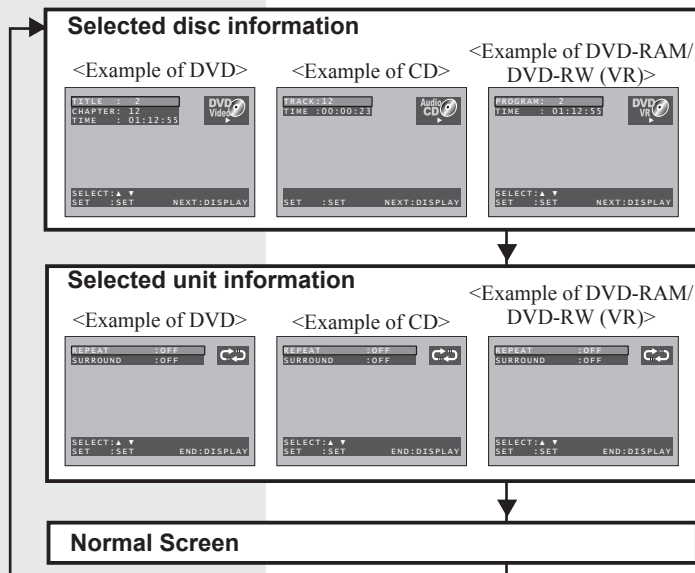 Selected disc information
<Example of DVD>
<Example of CD>
<Example of DVD-RAM/
DVD-RW (VR)>
TITLE : 2
CHAPTER: 12
TIME : 01:12:55
DVD
Video
SELECT:▲ ▼
SET :SET NEXT:DISPLAY
TRACK:12
TIME :00:00:23
Audio
CD
SET :SET NEXT:DISPLAY
PROGRAM: 2
TIME : 01:12:55
DVD
VR
SELECT:▲ ▼
SET :SET NEXT:DISPLAY
Selected unit information
<Example of DVD>
<Example of CD>
<Example of DVD-RAM/
DVD-RW (VR)>
REPEAT :OFF
SURROUND :OFF
SELECT:▲ ▼
SET :SET END:DISPLAY
REPEAT :OFF
SURROUND :OFF
SELECT:▲ ▼
SET :SET END:DISPLAY
REPEAT :OFF
SURROUND :OFF
SELECT:▲ ▼
SET :SET END:DISPLAY
Normal Screen